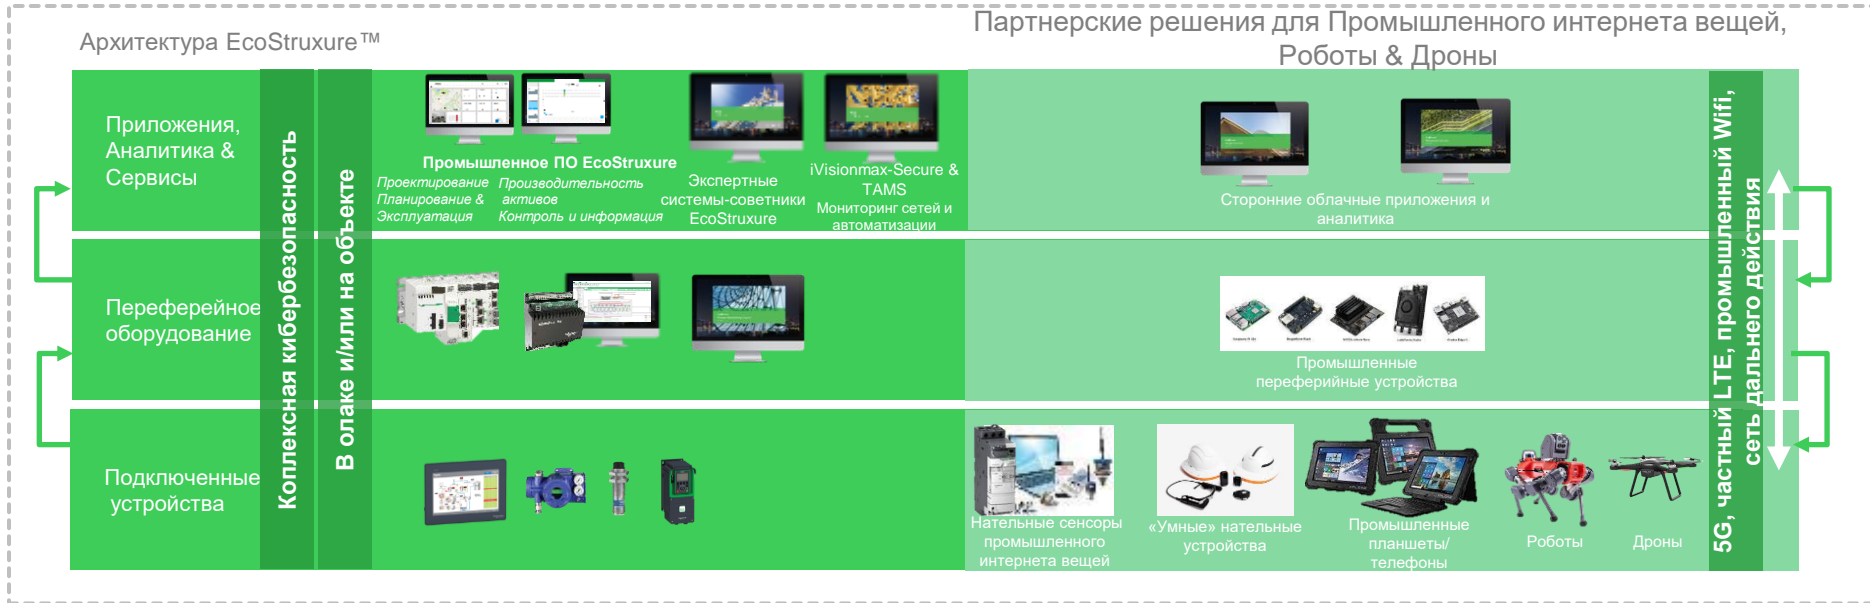 Архитектура EcoStruxure™
Партнерские решения для Промышленного интернета вещей,
Роботы & Дроны
Приложения,
Аналитика &
Сервисы
Коплексная кибербезопасность
В олаке и/или на объекте
Промышленное ПО EcoStruxure
Проектирование
Планирование &
Эксплуатация
Производительность
активов
Контроль и информация
Экспертные
системы-советники
EcoStruxure
iVisionmax-Secure &
TAMS
Мониторинг сетей и
автоматизации
Сторонние облачные приложения и
аналитика
5G, частный LTE, промышленный Wifi,
сеть дальнего действия
Переферейное
оборудование
Промышленные
переферийные устройства
Подключенные
устройства
Нательные сенсоры
промышленного
интернета вещей
«Умные» нательные
устройства
Промышленные
планшеты/
телефоны
Роботы
Дроны